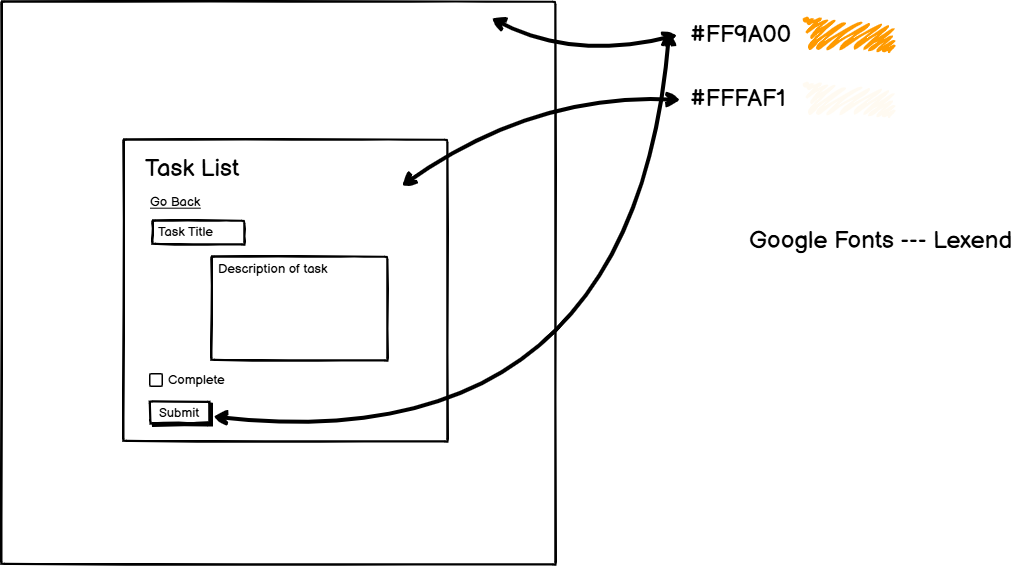 #FF9A00
#FFFAF1
Task List
Go Back
Task Title
Google Fonts --- Lexend
Description of task
Complete
Submit